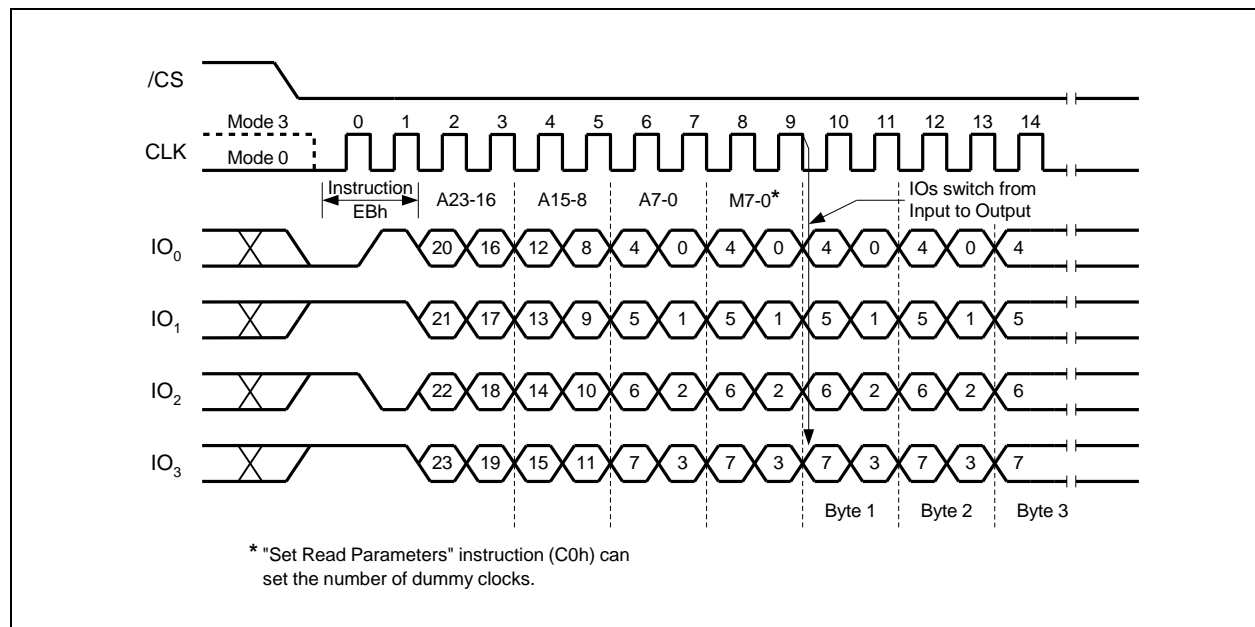 /CS
Mode 3
0 1 2 3 4 5 6 7 8 9 10 11 12 13 14
CLK
Mode 0
Instruction
EBh
A23-16 A15-8 A7-0 M7-0*
IOs switch from
Input to Output
IO0 20 16 12 8 4 0 4 0 4 0 4 0 4
IO1 21 17 13 9 5 1 5 1 5 1 5 1 5
IO2 22 18 14 10 6 2 6 2 6 2 6 2 6
IO3 23 19 15 11 7 3 7 3 7 3 7 3 7
Byte 1 Byte 2 Byte 3
* "Set Read Parameters" instruction (C0h) can
set the number of dummy clocks.